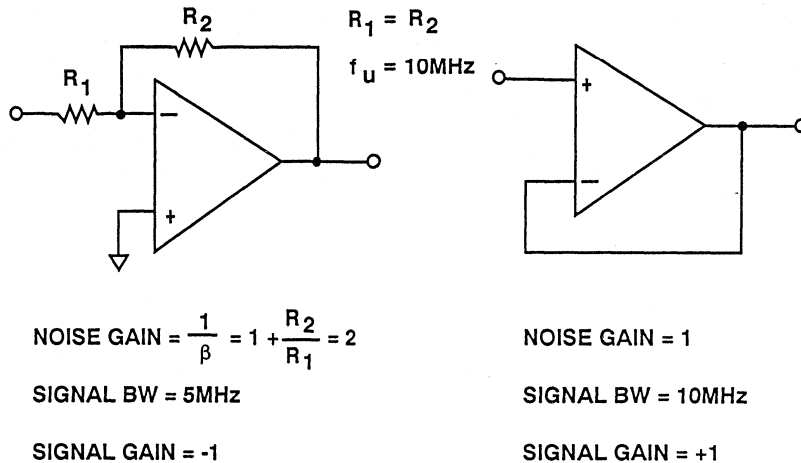 R2
R1 = R2
fu = 10MHz
R1
−
+
+
−
NOISE GAIN = 1/β = 1 + R2/R1 = 2
SIGNAL BW = 5MHz
SIGNAL GAIN = -1
NOISE GAIN = 1
SIGNAL BW = 10MHz
SIGNAL GAIN = +1